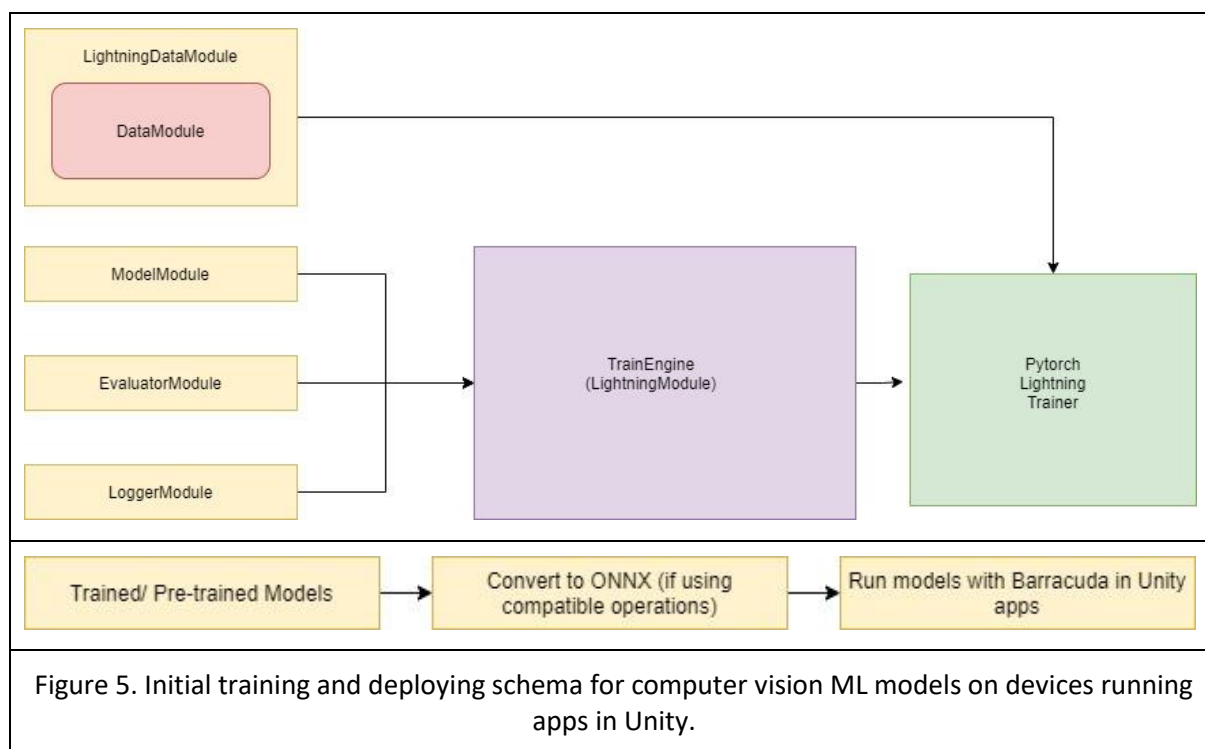 LightningDataModule
DataModule
ModelModule
EvaluatorModule
LoggerModule
TrainEngine
(LightningModule)
Pytorch
Lightning
Trainer
Trained/ Pre-trained Models
Convert to ONNX (if using
compatible operations)
Run models with Barracuda in Unity
apps
Figure 5. Initial training and deploying schema for computer vision ML models on devices running
apps in Unity.